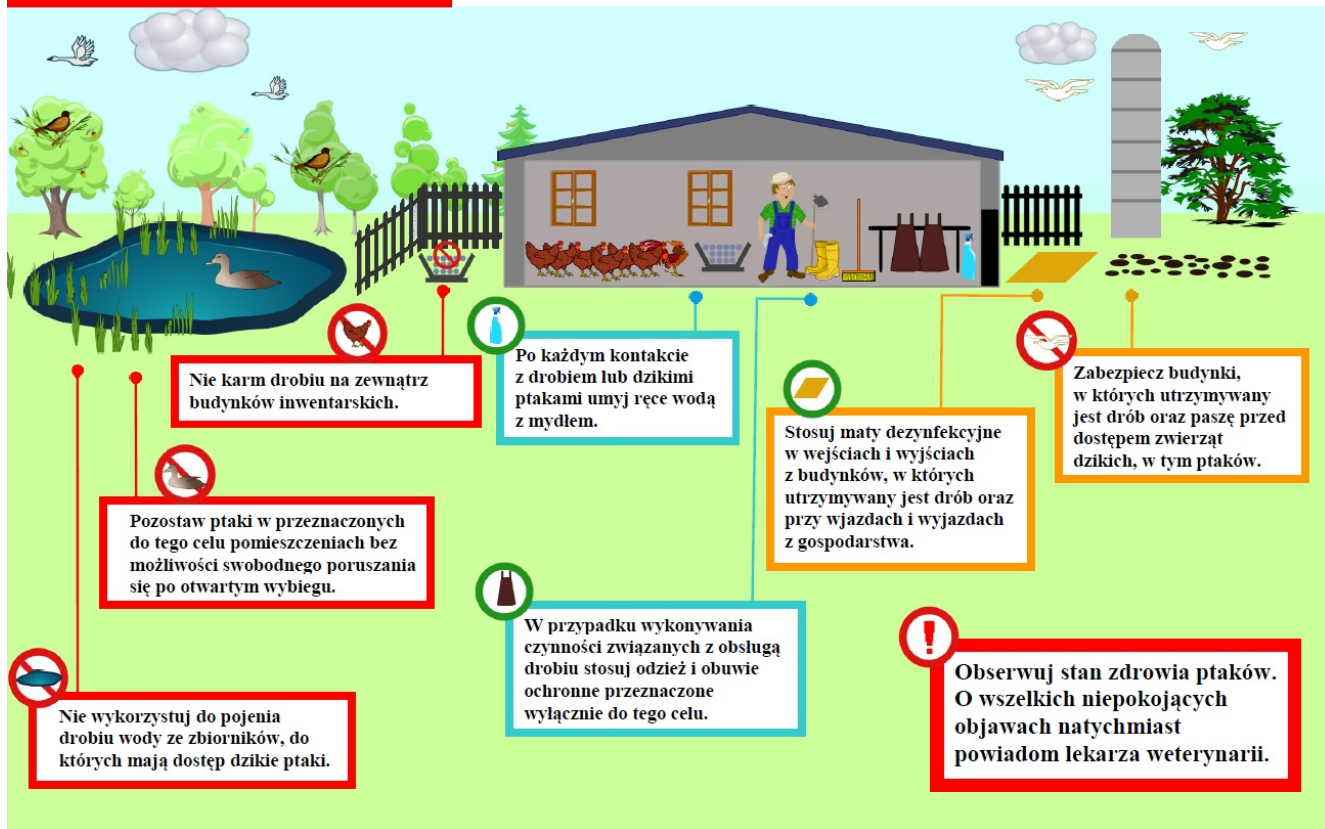 Nie karm drobiu na zewnątrz
budynków inwentarskich.
Po każdym kontakcie
z drobiem lub dzikimi
ptakami umyj ręce wodą
z mydłem.
Stosuj maty dezynfekcyjne
w wejściach i wyjściach
z budynków, w których
utrzymywany jest drób oraz
przy wjazdach i wyjazdach
z gospodarstwa.
Zabezpiecz budynki,
w których utrzymywany
jest drób oraz paszę przed
dostępem zwierząt
dzikich, w tym ptaków.
Pozostaw ptaki w przeznaczonych
do tego celu pomieszczeniach bez
możliwości swobodnego poruszania
się po otwartym wybiegu.
W przypadku wykonywania
czynności związanych z obsługą
drobiu stosuj odzież i obuwie
ochronne przeznaczone
wyłącznie do tego celu.
Nie wykorzystuj do pojenia
drobiu wody ze zbiorników, do
których mają dostęp dzikie ptaki.
Obserwuj stan zdrowia ptaków.
O wszelkich niepokojących
objawach natychmiast
powiadom lekarza weterynarii.